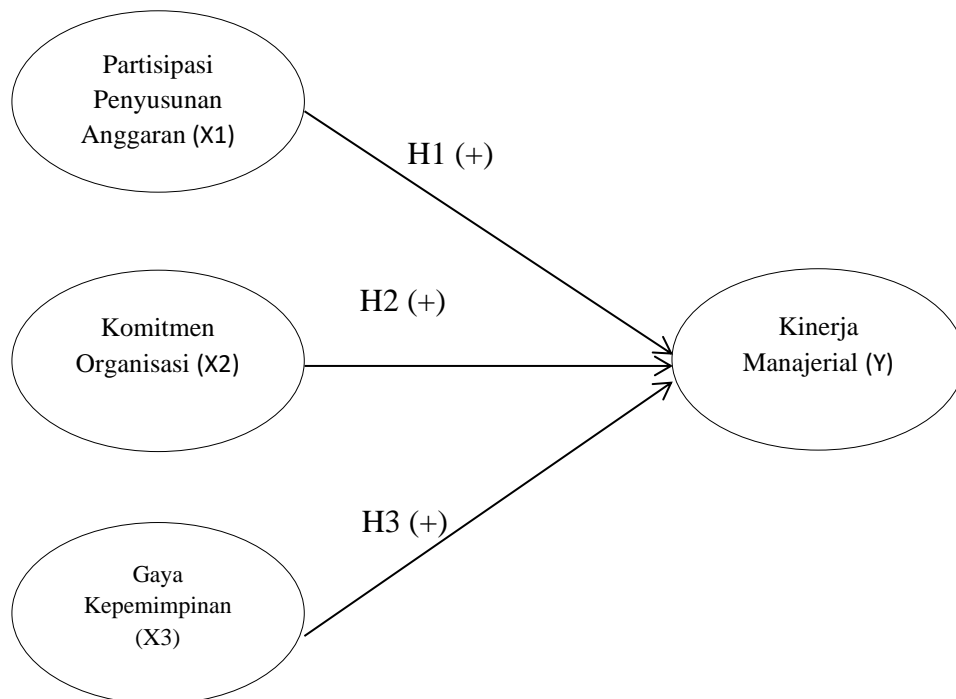 Partisipasi
Penyusunan
Anggaran (X1)
H1 (+)
H2 (+)
Komitmen
Organisasi (X2)
Kinerja
Manajerial (Y)
H3 (+)
Gaya
Kepemimpinan
(X3)